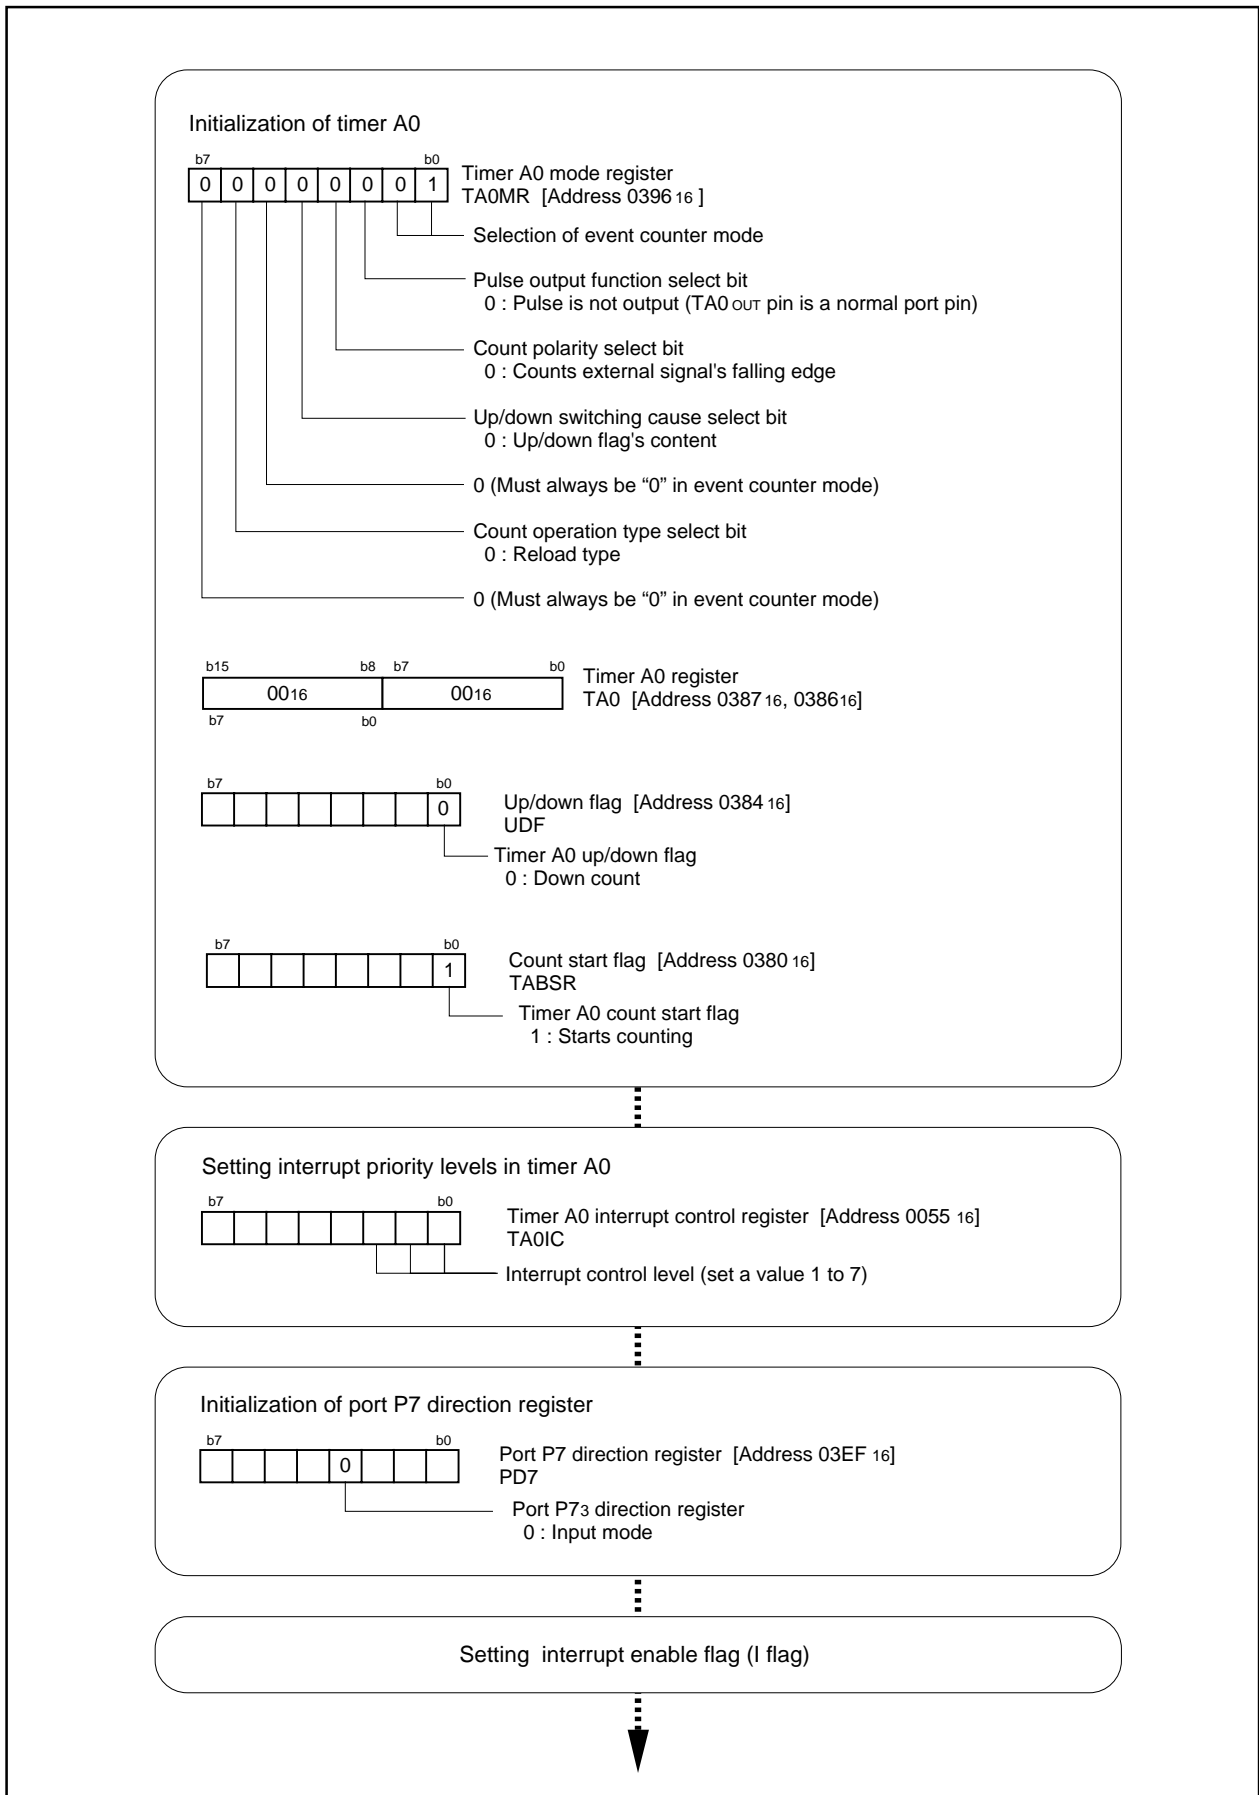 Initialization of timer A0
b7 b0
0 0 0 0 0 0 0 1
Timer A0 mode register
TA0MR [Address 0396 16 ]
Selection of event counter mode
Pulse output function select bit
0 : Pulse is not output (TA0 OUT pin is a normal port pin)
Count polarity select bit
0 : Counts external signal's falling edge
Up/down switching cause select bit
0 : Up/down flag's content
0 (Must always be “0” in event counter mode)
Count operation type select bit
0 : Reload type
0 (Must always be “0” in event counter mode)
b15 b8 b7 b0
0016 0016
b7 b0
Timer A0 register
TA0 [Address 0387 16, 038616]
b7 b0
0
Up/down flag [Address 0384 16]
UDF
Timer A0 up/down flag
0 : Down count
b7 b0
1
Count start flag [Address 0380 16]
TABSR
Timer A0 count start flag
1 : Starts counting
Setting interrupt priority levels in timer A0
b7 b0
Timer A0 interrupt control register [Address 0055 16]
TA0IC
Interrupt control level (set a value 1 to 7)
Initialization of port P7 direction register
b7 b0
0
Port P7 direction register [Address 03EF 16]
PD7
Port P73 direction register
0 : Input mode
Setting interrupt enable flag (I flag)